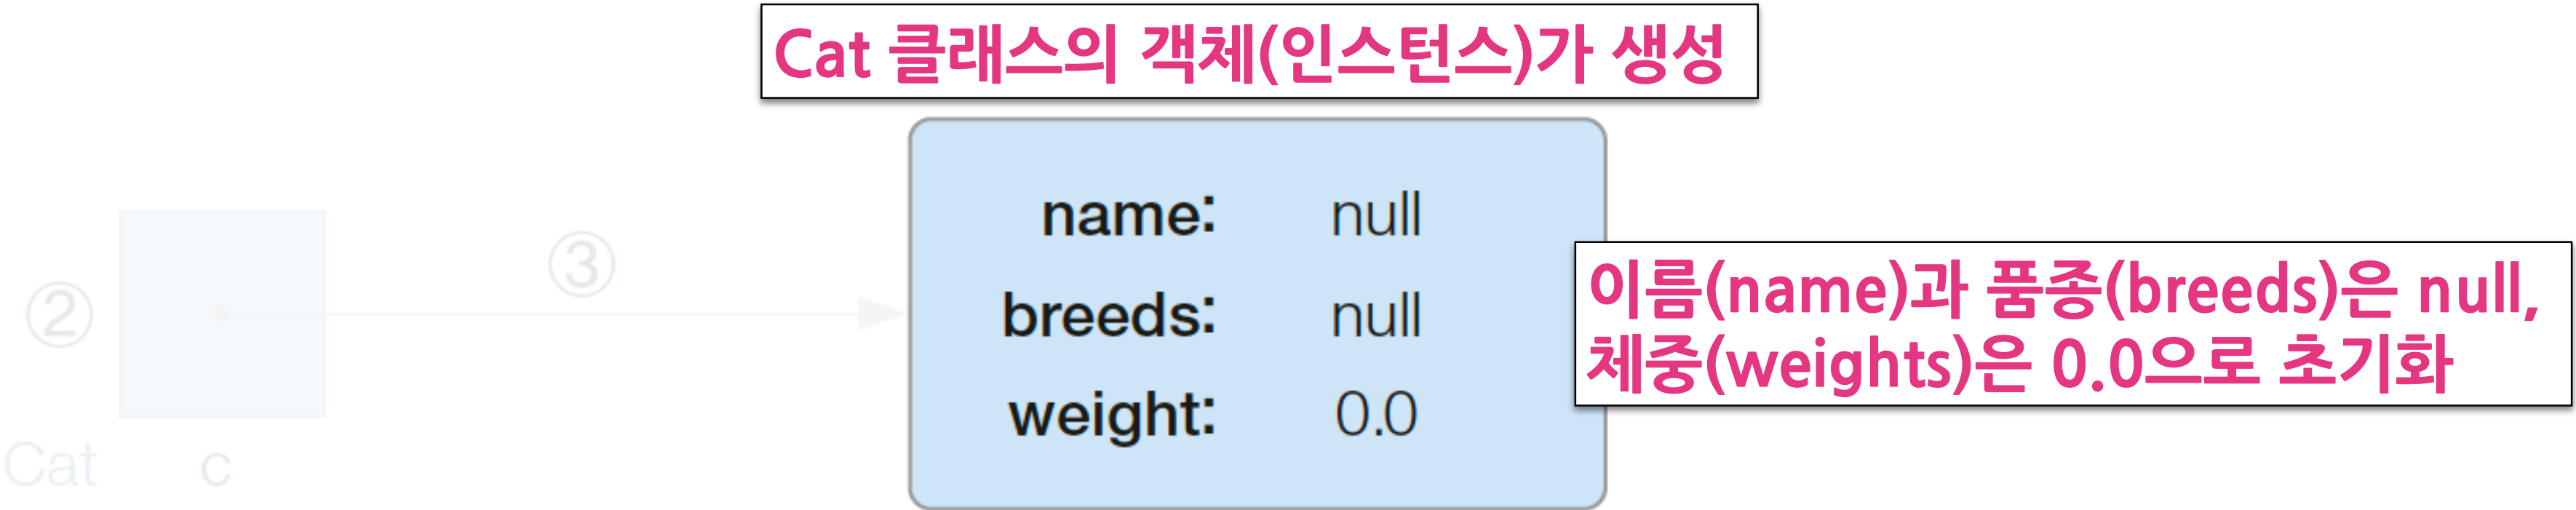 Cat 클래스의 객체(인스턴스)가 생성
name: null
breeds: null
weight: 0.0
이름(name)과 품종(breeds)은 null,
체중(weights)은 0.0으로 초기화
②
③
Cat c